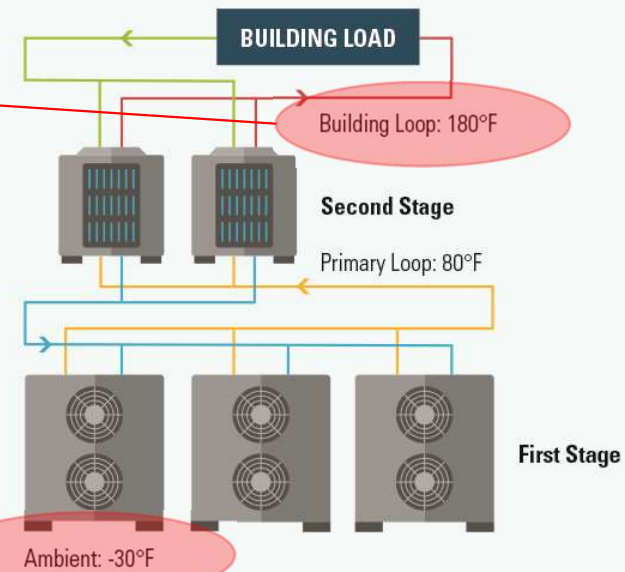 BUILDING LOAD
Building Loop: 180°F
Second Stage
Primary Loop: 80°F
First Stage
Ambient: -30°F